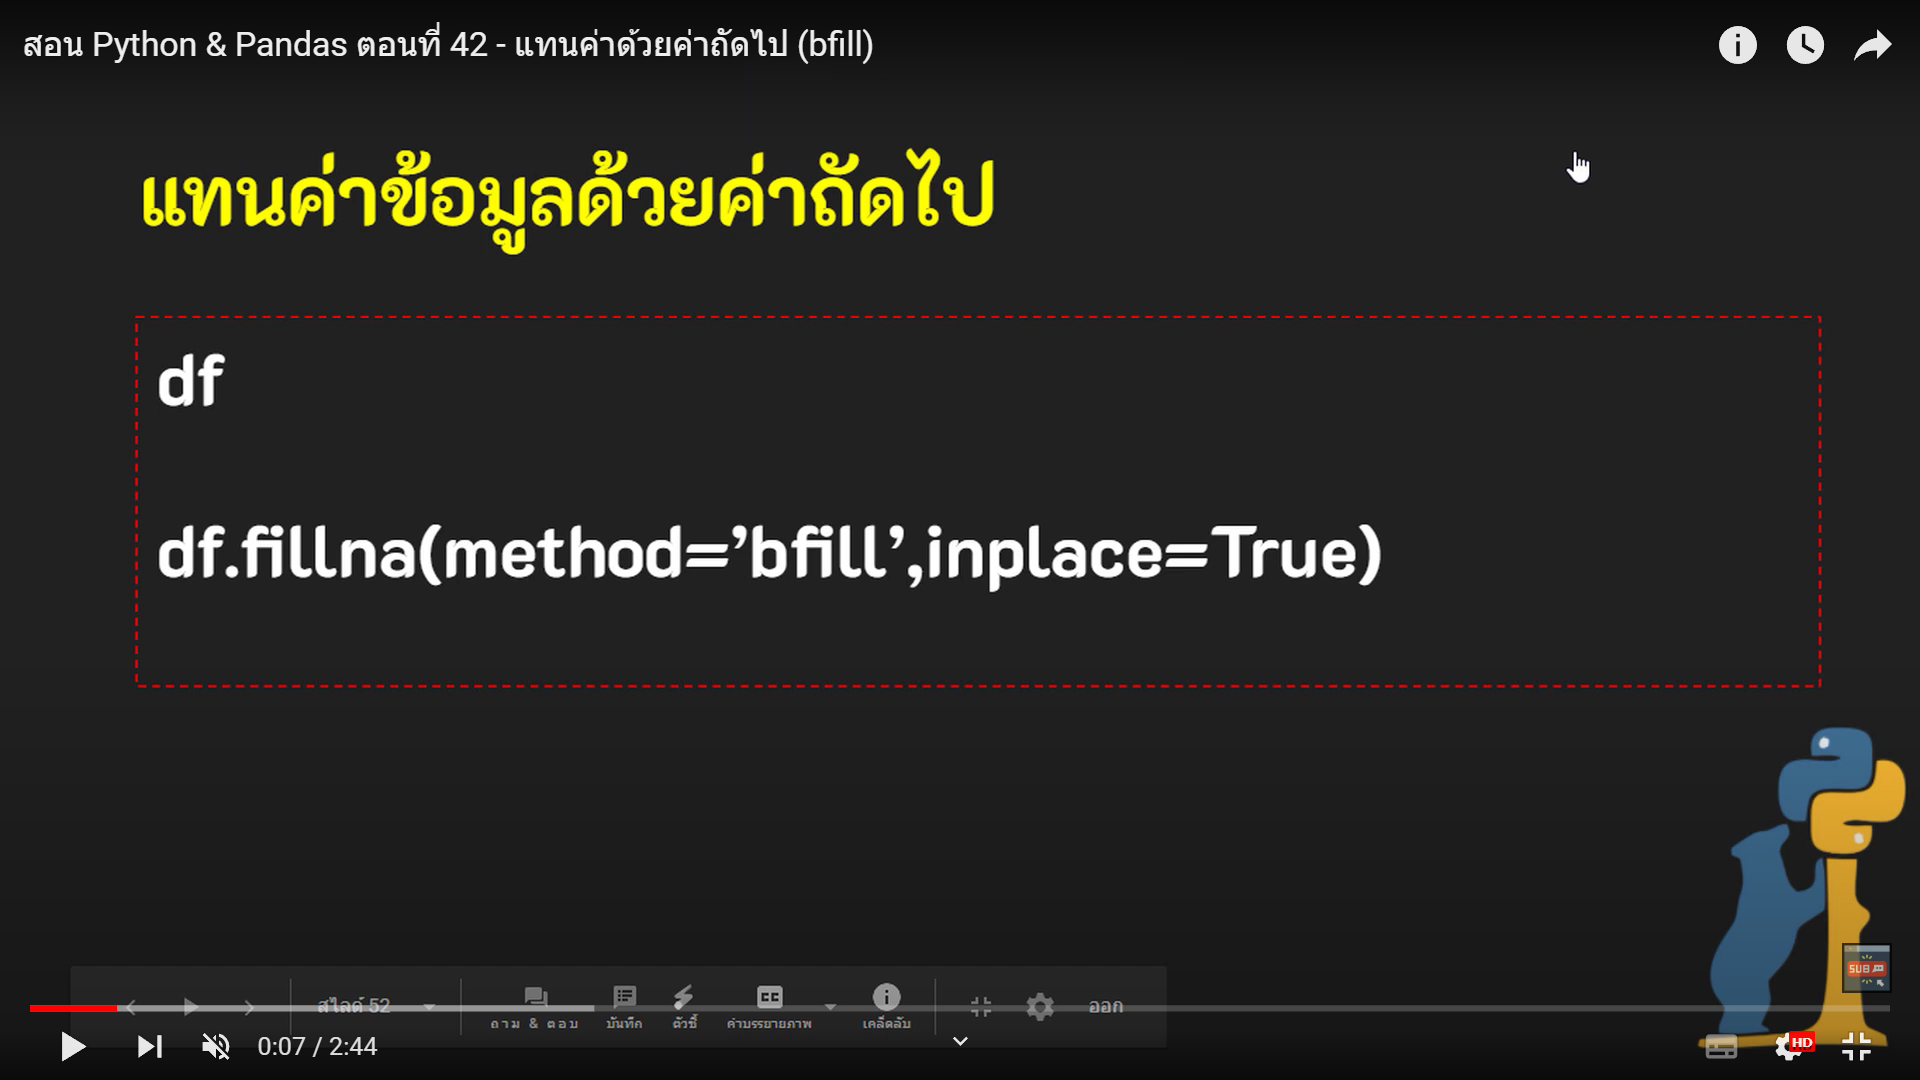 สอน Python & Pandas ตอนที่ 42 - แทนค่าด้วยค่าถัดไป (bfill)
แทนค่าข้อมูลด้วยค่าถัดไป
df
df.fillna(method=’bfill’,inplace=True)
SUB
สไลด์ 52
ถาม & ตอบ
บันทึก
ตัวชี้
CC
คำบรรยายภาพ
เคล็ดลับ
ออก
0:07 / 2:44
HD